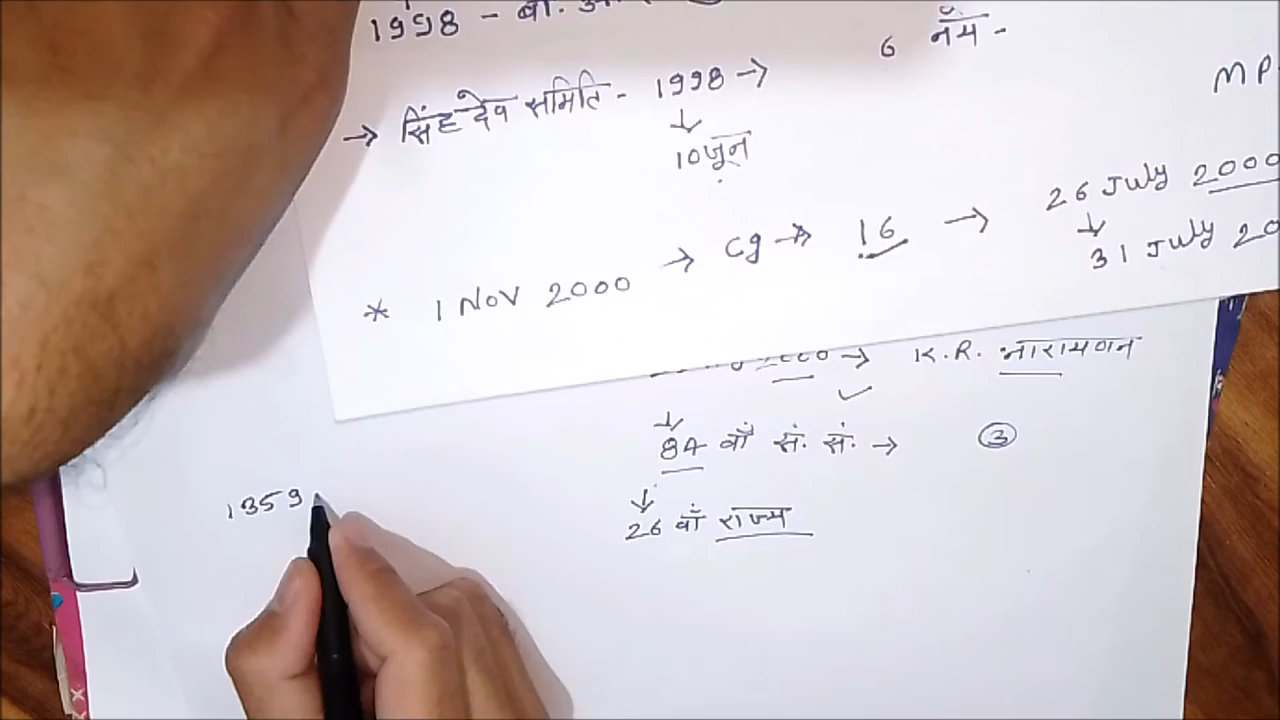 1998 - वी.
6 नँय -
MP
→ सिंहदेव समिति - 1998 →
↓
10 जून
26 July 2000
↓
31 July 20
* 1 NOV 2000 → Cg → 16 →
→ K.R. नारायणन
✓
↓
84 वाँ सं. सं. → ③
↓
26 वाँ राज्य
1359